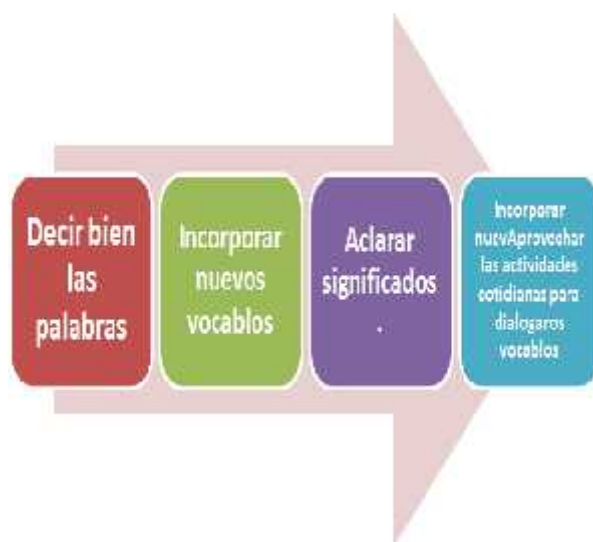 Decir bien
las
palabras
Incorporar
nuevos
vocablos
Aclarar
significados
.
Incorporar
nuevAprovechar
las actividades
cotidianas para
dialogaros
vocablos